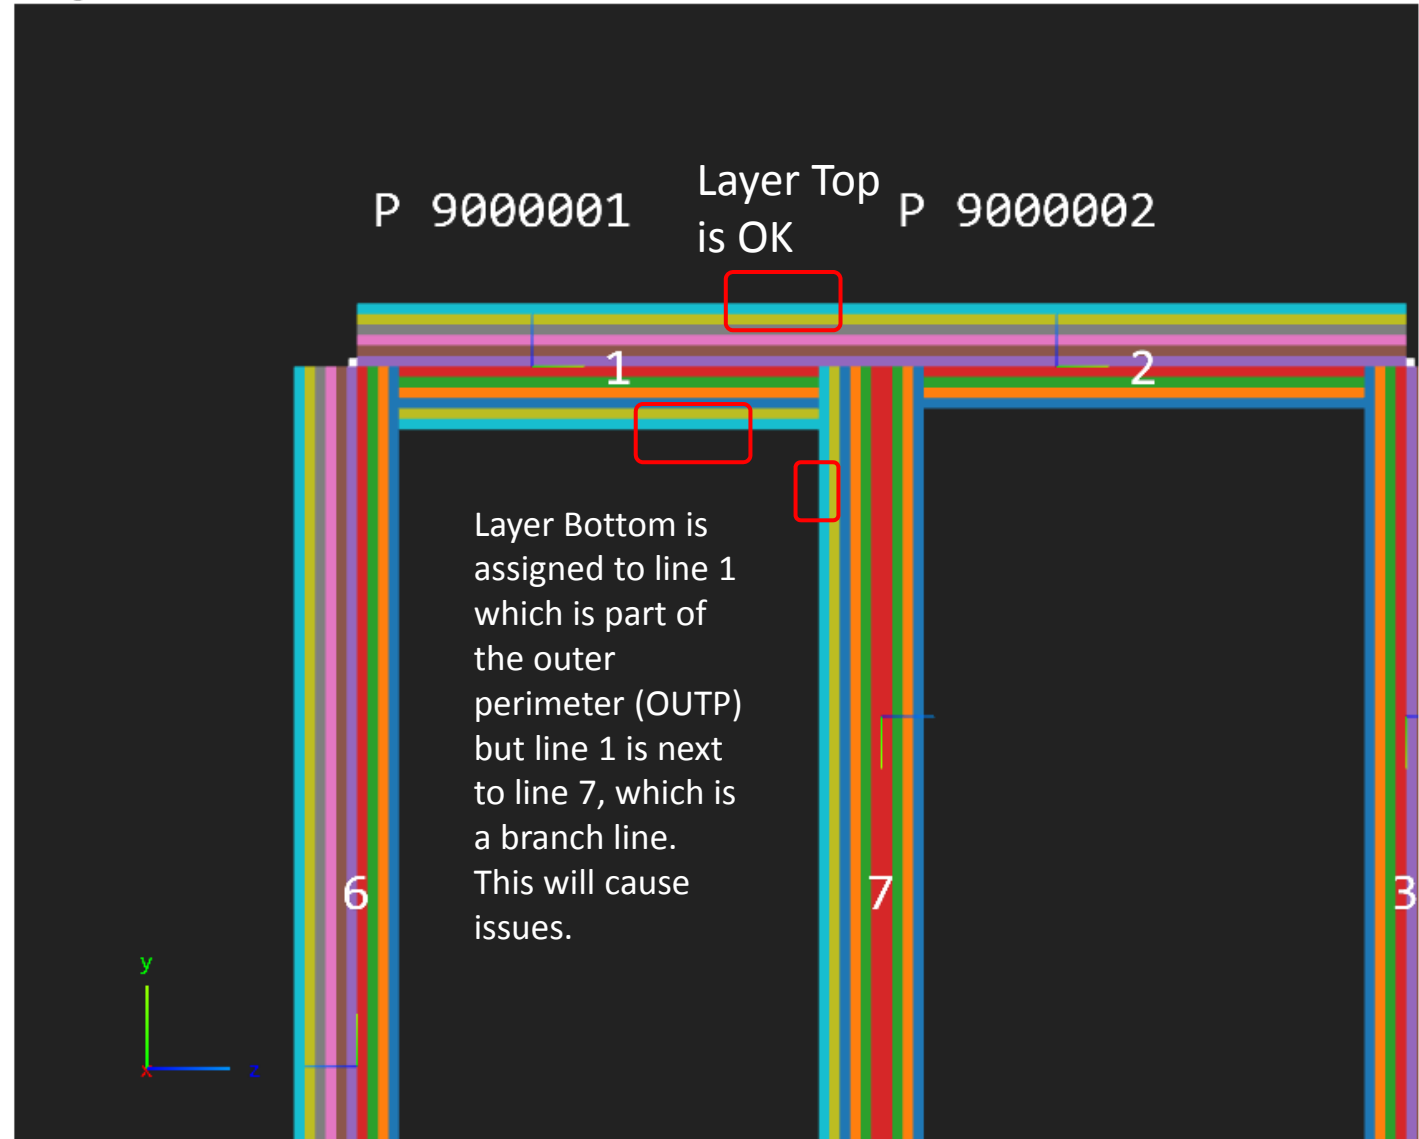 P 9000001
Layer Top
is OK
P 9000002
1
2
Layer Bottom is
assigned to line 1
which is part of
the outer
perimeter (OUTP)
but line 1 is next
to line 7, which is
a branch line.
This will cause
issues.
6
7
3
y
x
z